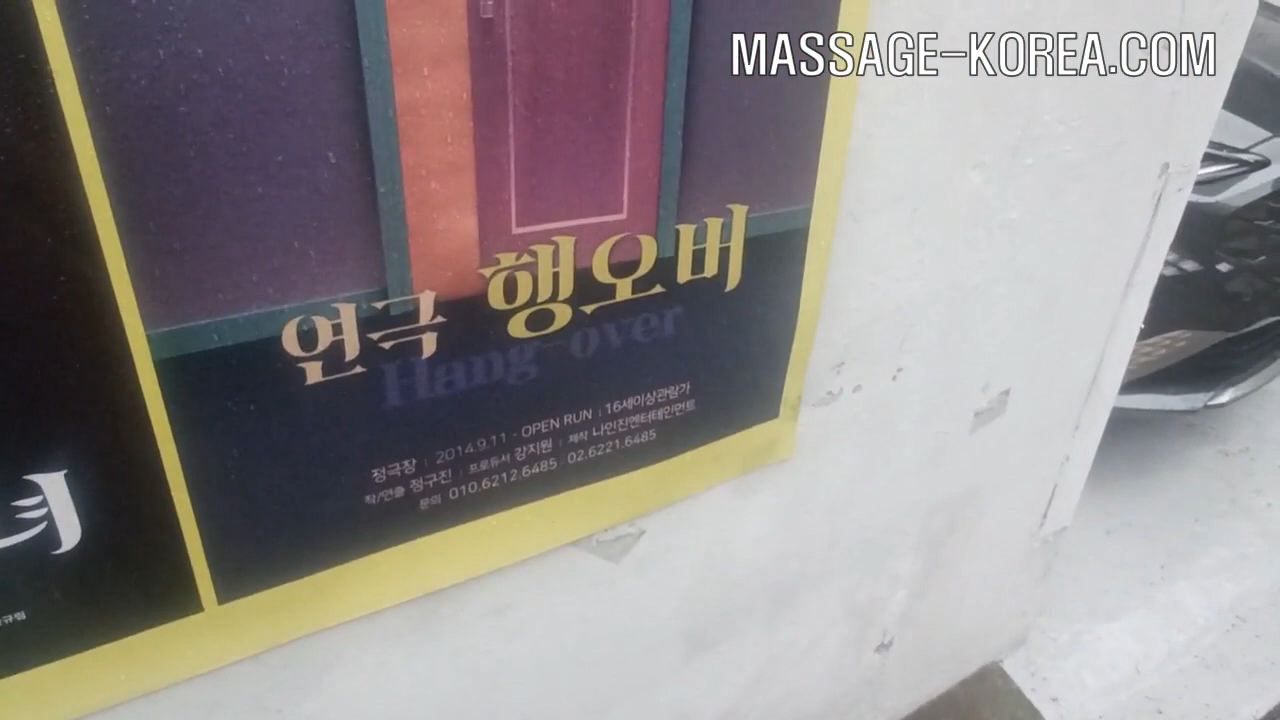 MASSAGE-KOREA.COM
연극 행오버
Hang-over
정극장 | 2014.9.11 - OPEN RUN | 16세이상관람가
작/연출 정구진 | 프로듀서 강지원 | 제작 나인진엔터테인먼트
문의 010.6212.6485 02.6221.6485
녀